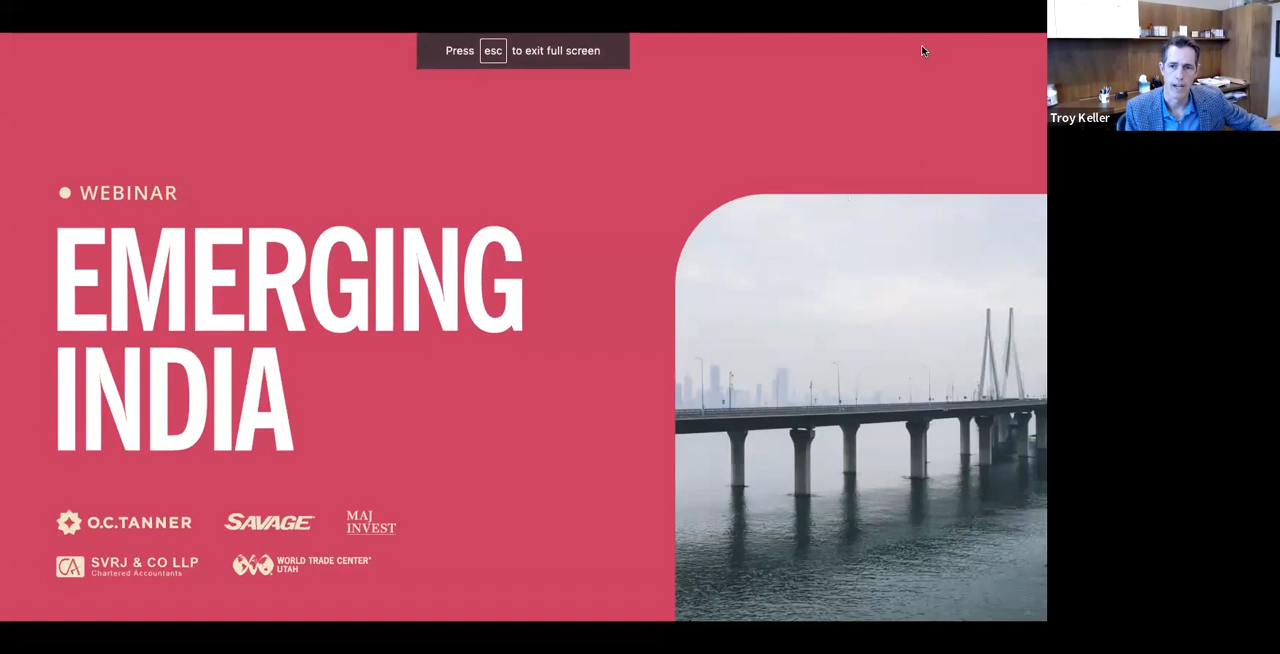 Press esc to exit full screen
Troy Keller
WEBINAR
EMERGING
INDIA
O.C.TANNER
SAVAGE
MAJ
INVEST
CA
SVRJ & CO LLP
Chartered Accountants
WORLD TRADE CENTER®
UTAH